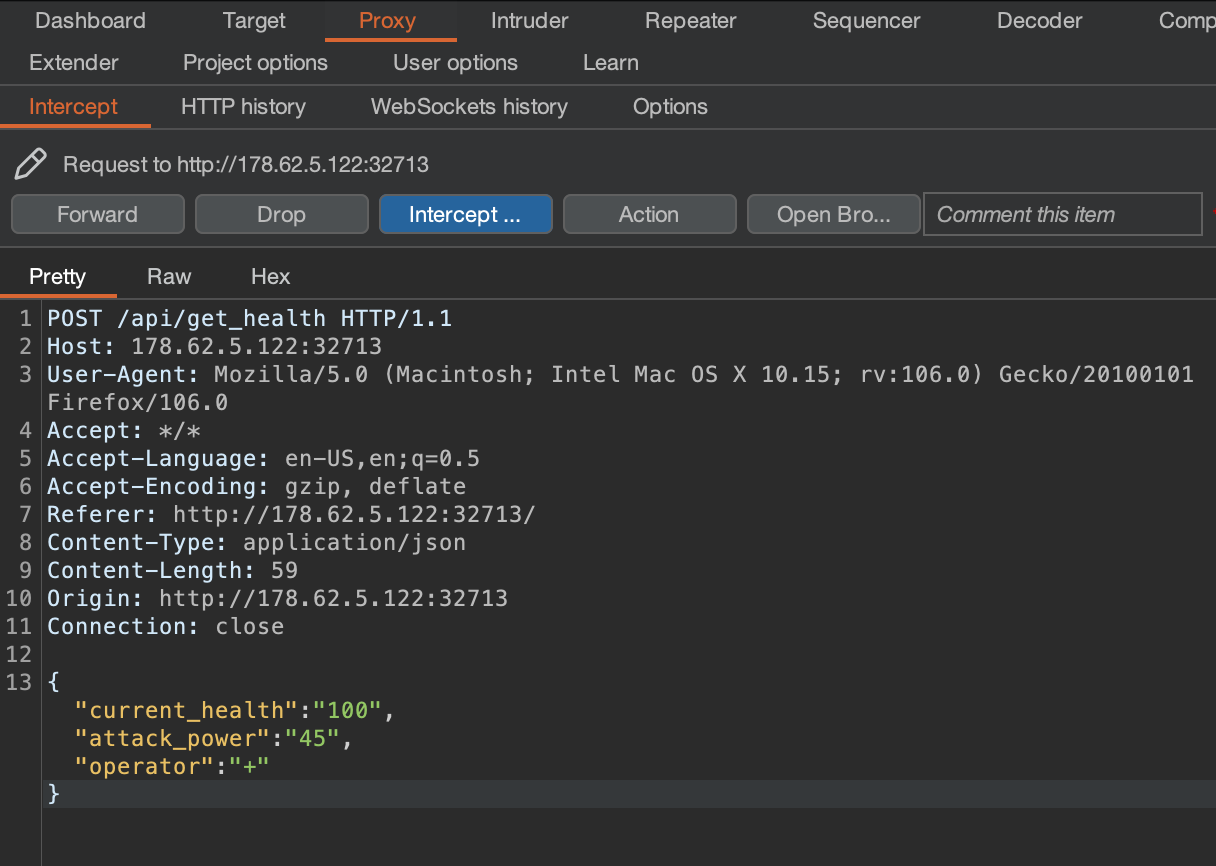 Dashboard Target Proxy Intruder Repeater Sequencer Decoder Comp
Extender Project options User options Learn
Intercept HTTP history WebSockets history Options
Request to http://178.62.5.122:32713
Forward Drop Intercept ... Action Open Bro... Comment this item
Pretty Raw Hex
1 POST /api/get_health HTTP/1.1
2 Host: 178.62.5.122:32713
3 User-Agent: Mozilla/5.0 (Macintosh; Intel Mac OS X 10.15; rv:106.0) Gecko/20100101
Firefox/106.0
4 Accept: */*
5 Accept-Language: en-US,en;q=0.5
6 Accept-Encoding: gzip, deflate
7 Referer: http://178.62.5.122:32713/
8 Content-Type: application/json
9 Content-Length: 59
10 Origin: http://178.62.5.122:32713
11 Connection: close
12
13 {
"current_health":"100",
"attack_power":"45",
"operator":"+"
}